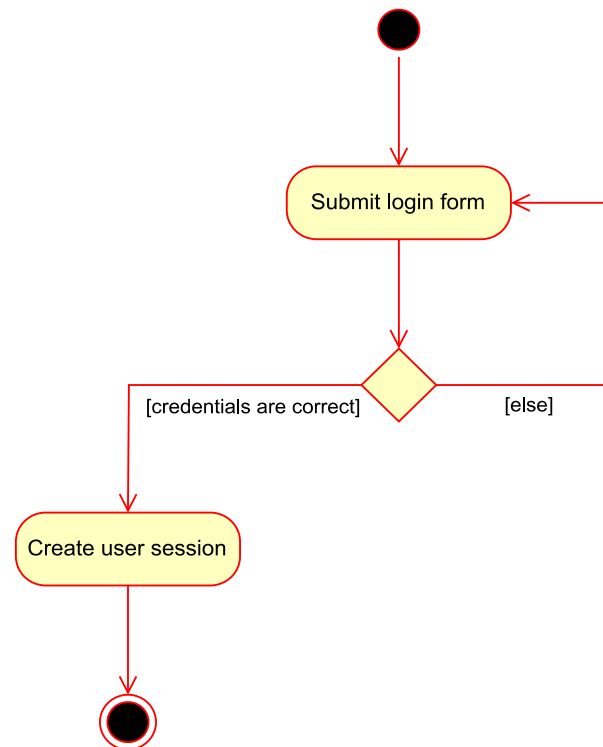 Submit login form
[credentials are correct]
[else]
Create user session